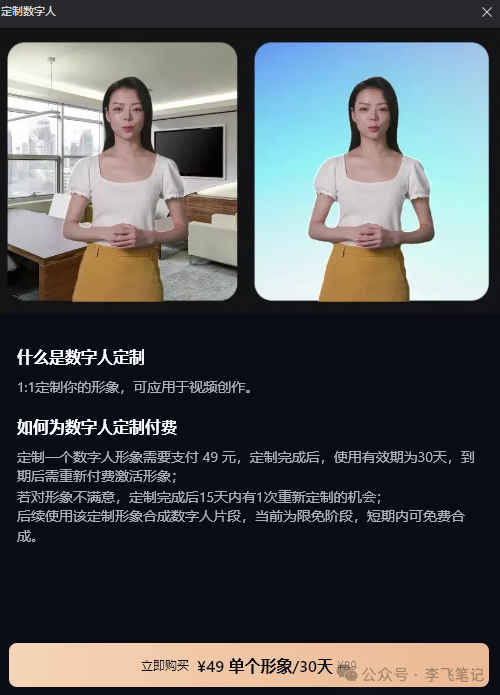 定制数字人
什么是数字人定制
1:1定制你的形象，可应用于视频创作。
如何为数字人定制付费
定制一个数字人形象需要支付 49 元，定制完成后，使用有效期为30天，到
期后需重新付费激活形象；
若对形象不满意，定制完成后15天内有1次重新定制的机会；
后续使用该定制形象合成数字人片段，当前为限免阶段，短期内可免费合
成。
立即购买 ¥49 单个形象/30天 ¥89
公众号 · 李飞笔记